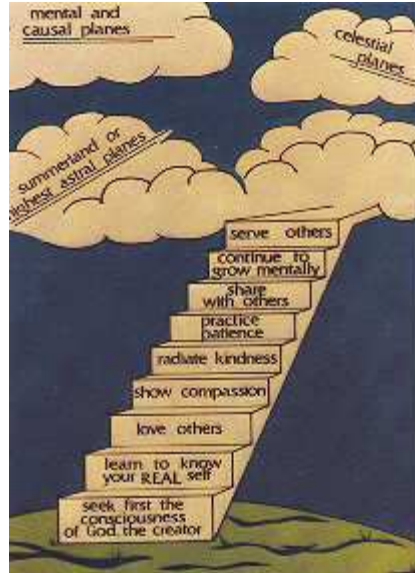 mental and
causal planes
celestial
planes
summerland or
highest astral planes
serve others
continue to
grow mentally
share
with others
practice
patience
radiate kindness
show compassion
love others
learn to know
your REAL self
seek first the
consciousness
of God the creator